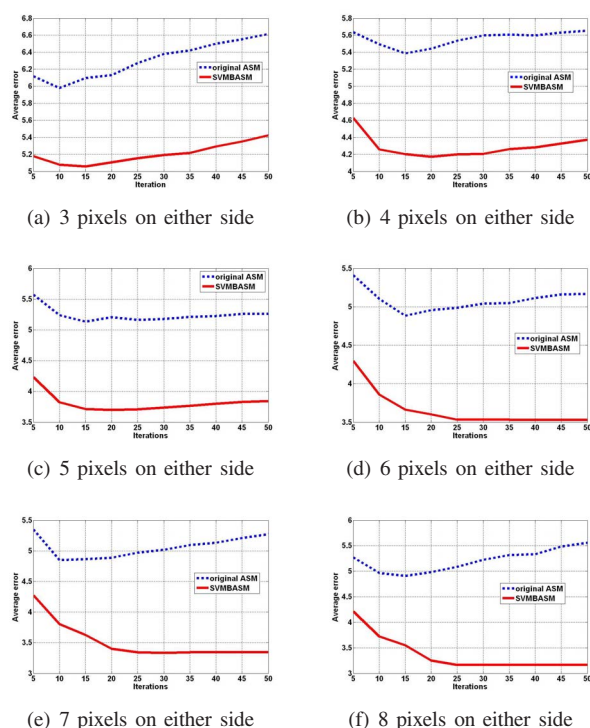 6.8
6.6
6.4
6.2
6
5.8
5.6
5.4
5.2
5
Average error
original ASM
SVMBASM
5 10 15 20 25 30 35 40 45 50
Iteration
(a) 3 pixels on either side
5.8
5.6
5.4
5.2
5
4.8
4.6
4.4
4.2
4
Average error
original ASM
SVMBASM
5 10 15 20 25 30 35 40 45 50
Iterations
(b) 4 pixels on either side
6
5.5
5
4.5
4
3.5
Average error
original ASM
SVMBASM
5 10 15 20 25 30 35 40 45 50
Iterations
(c) 5 pixels on either side
5.5
5
4.5
4
3.5
Average error
original ASM
SVMBASM
5 10 15 20 25 30 35 40 45 50
Iterations
(d) 6 pixels on either side
5.5
5
4.5
4
3.5
3
Average error
original ASM
SVMBASM
5 10 15 20 25 30 35 40 45 50
Iterations
(e) 7 pixels on either side
6
5.5
5
4.5
4
3.5
3
Average error
original ASM
SVMBASM
5 10 15 20 25 30 35 40 45 50
Iterations
(f) 8 pixels on either side